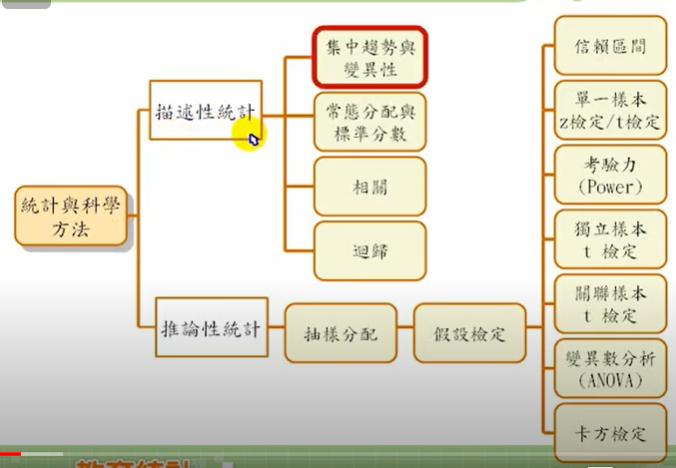 統計與科學
方法
描述性統計
集中趨勢與
變異性
常態分配與
標準分數
相關
迴歸
推論性統計
抽樣分配
假設檢定
信賴區間
單一樣本
z檢定/t檢定
考驗力
(Power)
獨立樣本
t 檢定
關聯樣本
t 檢定
變異數分析
(ANOVA)
卡方檢定
教育統計